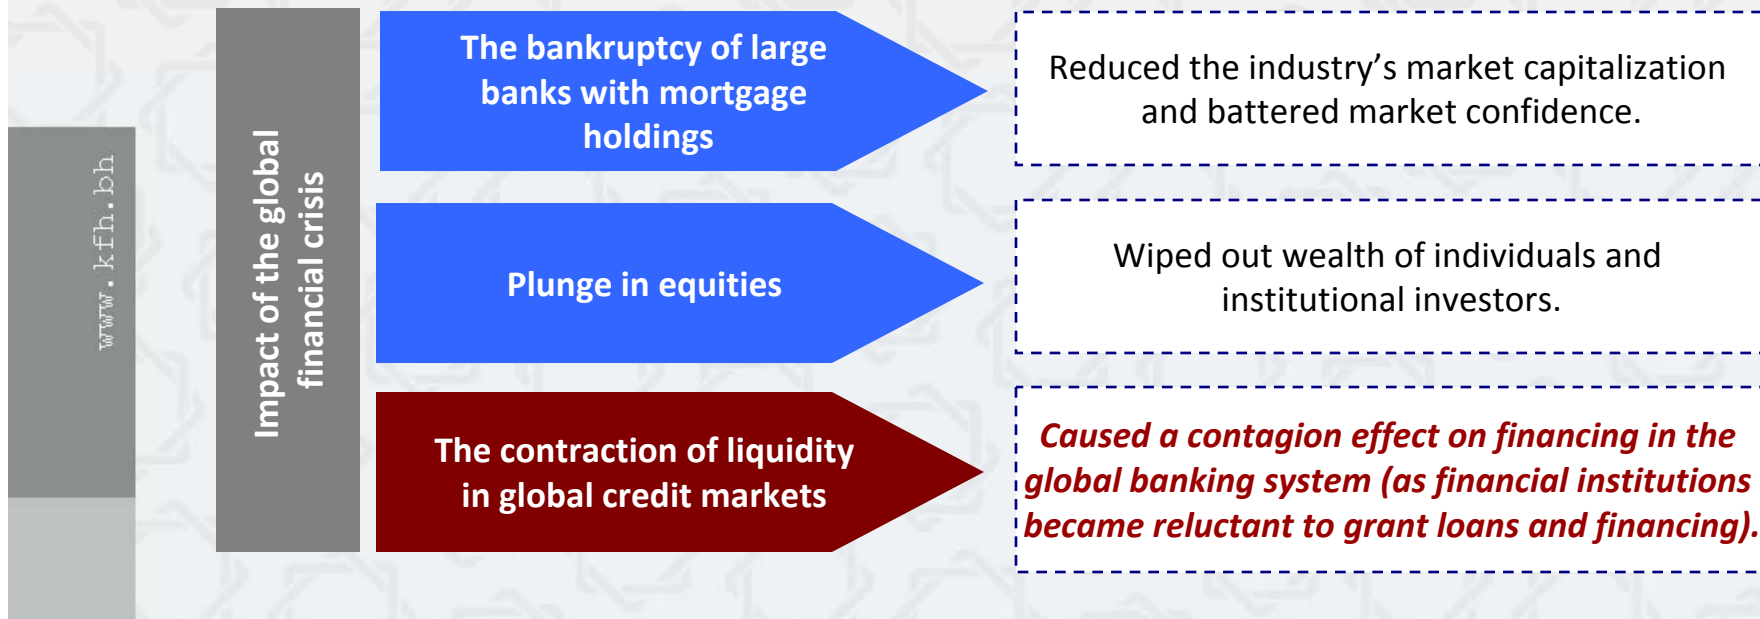 www.kfh.bh
Impact of the global
financial crisis
The bankruptcy of large
banks with mortgage
holdings
Reduced the industry’s market capitalization
and battered market confidence.
Plunge in equities
Wiped out wealth of individuals and
institutional investors.
The contraction of liquidity
in global credit markets
Caused a contagion effect on financing in the
global banking system (as financial institutions
became reluctant to grant loans and financing).